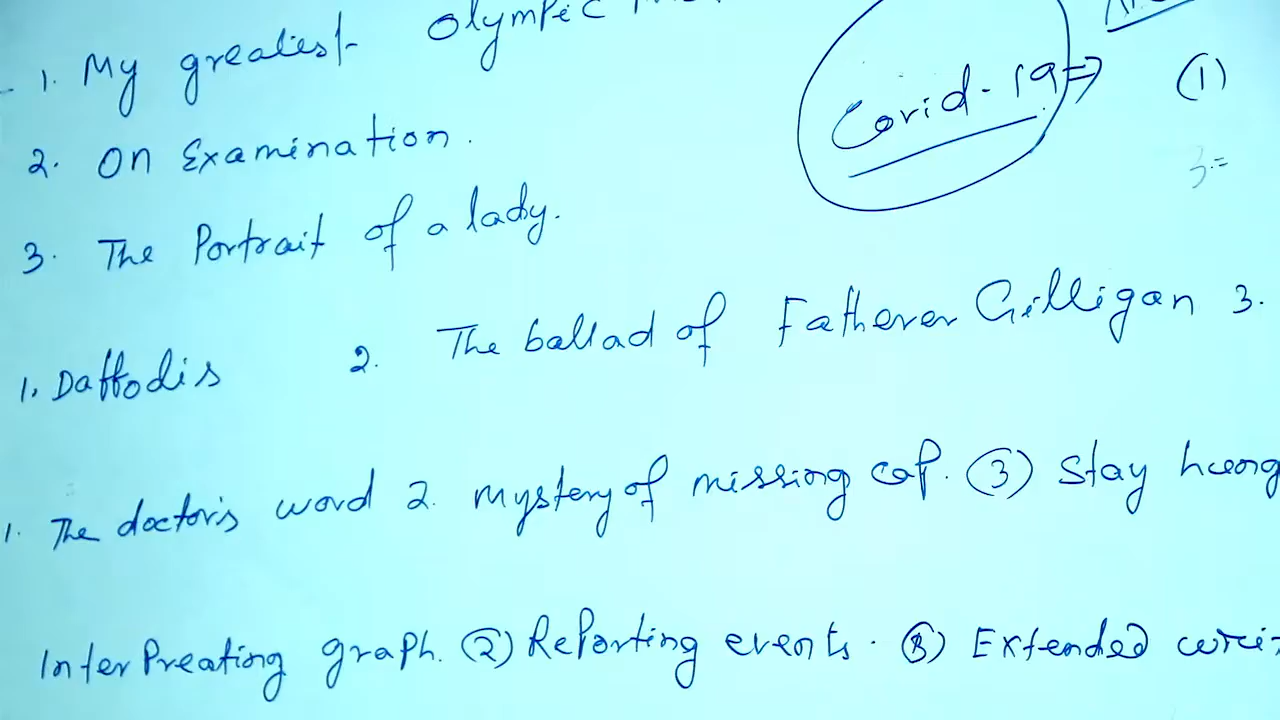 1. My greatest Olympic
Covid-19 ⇒ (1)
2. On Examination.
3. The Portrait of a lady.
1, Daffodis 2. The ballad of Fatherer Gilligan 3.
1. The doctor's word 2. mystery of missing cap. (3) Stay hung
Interpreating graph. (2) Reporting events. (3) Extended